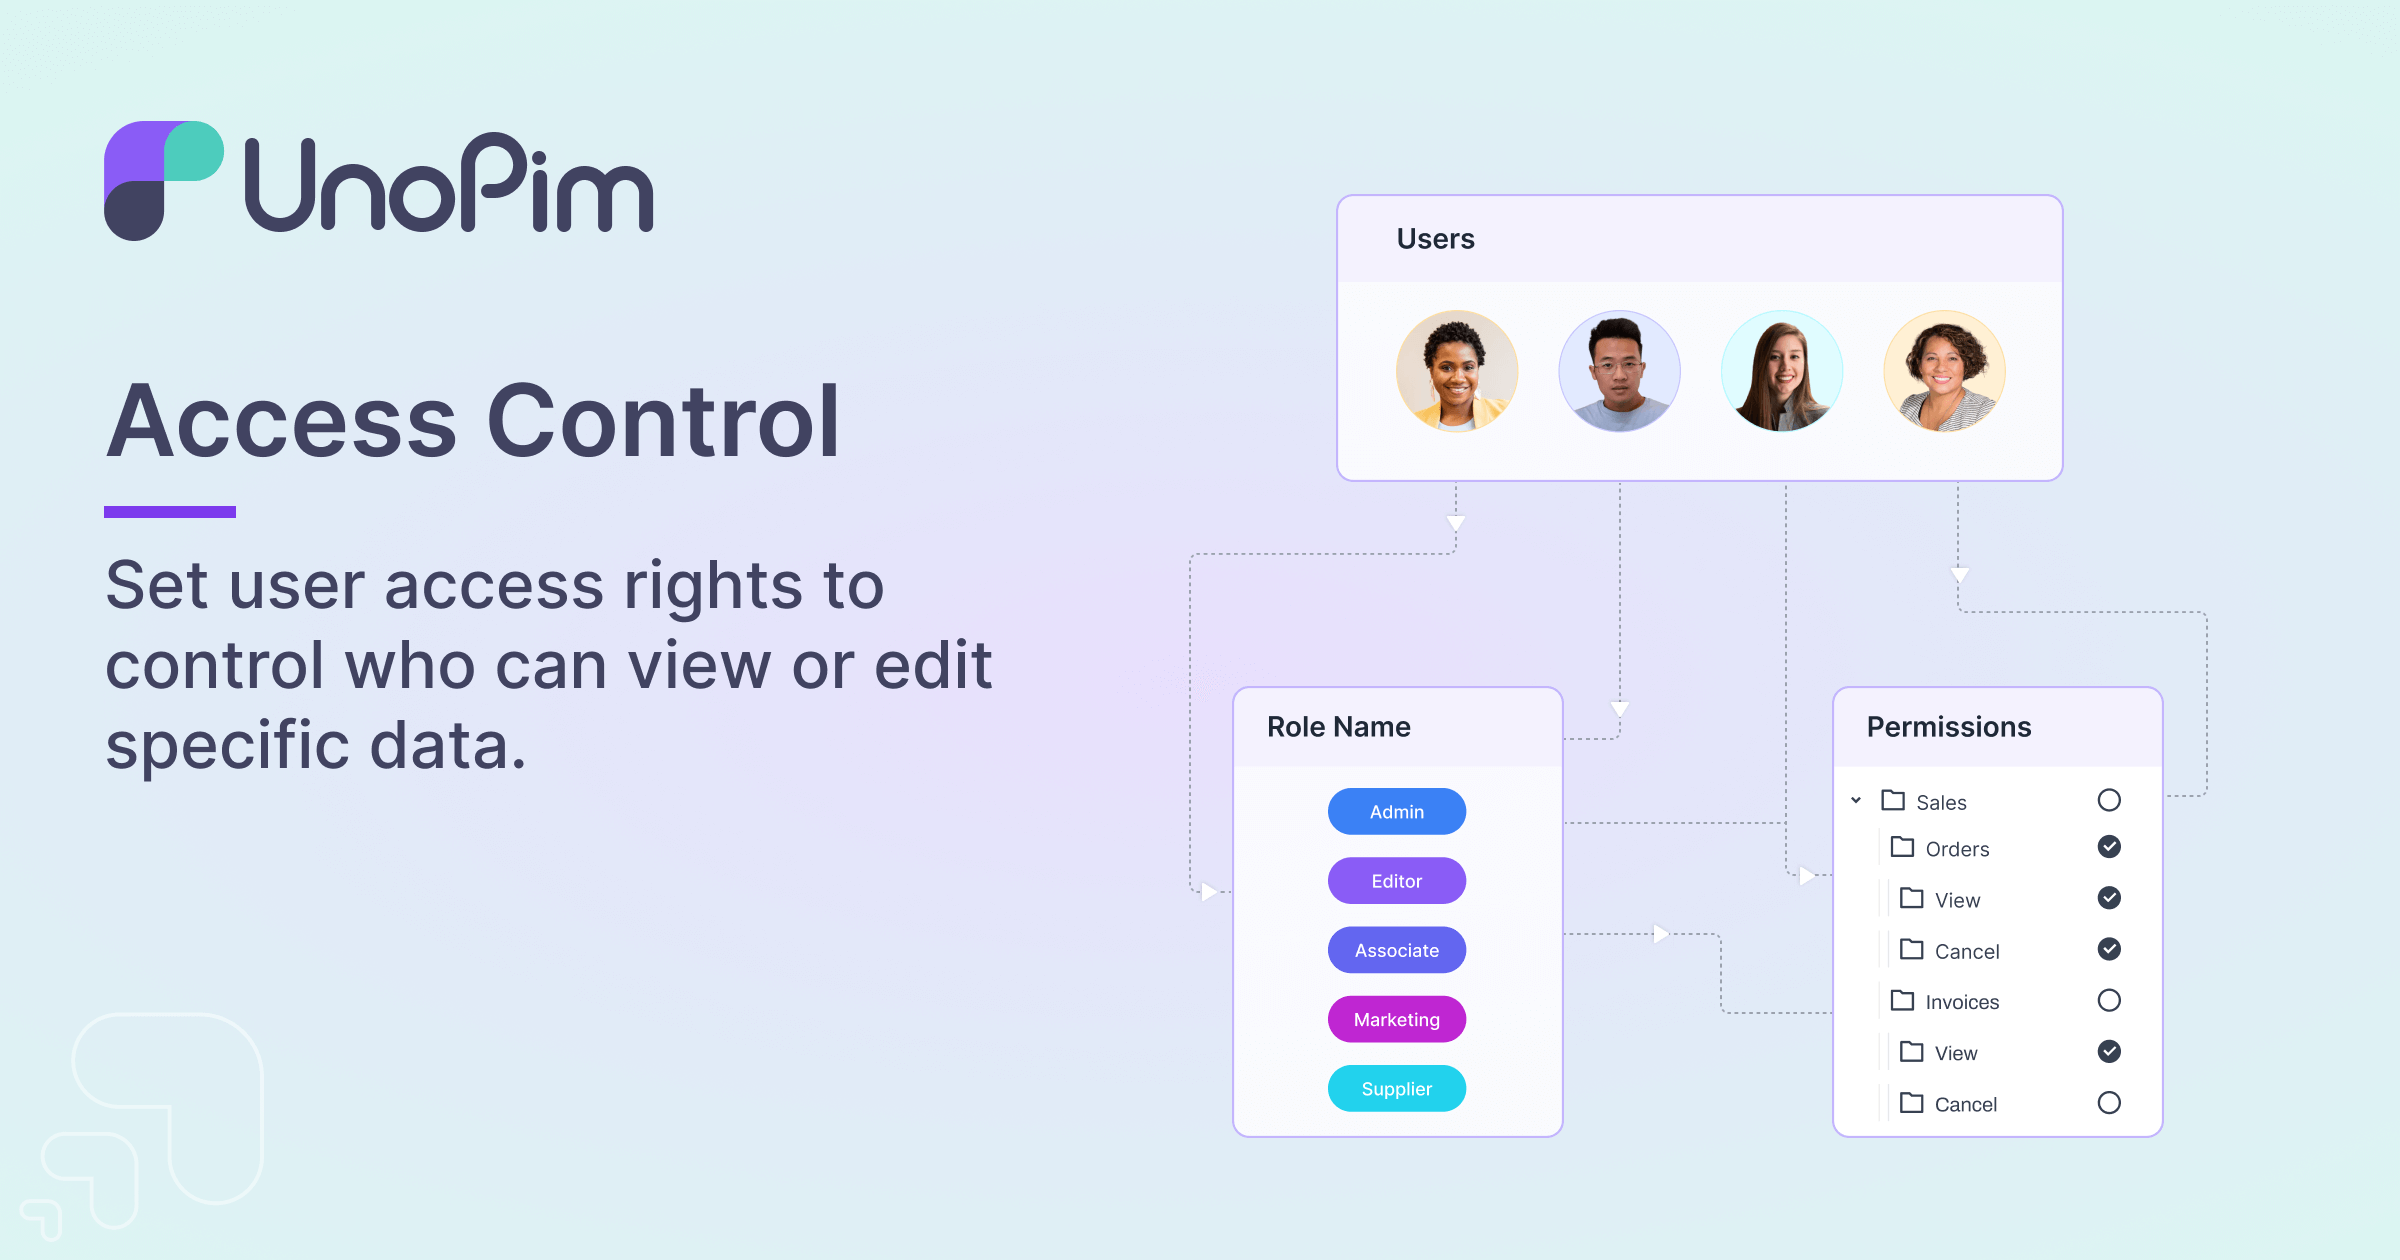 UnoPim
Access Control
Set user access rights to
control who can view or edit
specific data.
Users
Role Name
Admin
Editor
Associate
Marketing
Supplier
Permissions
Sales
Orders
View
Cancel
Invoices
View
Cancel